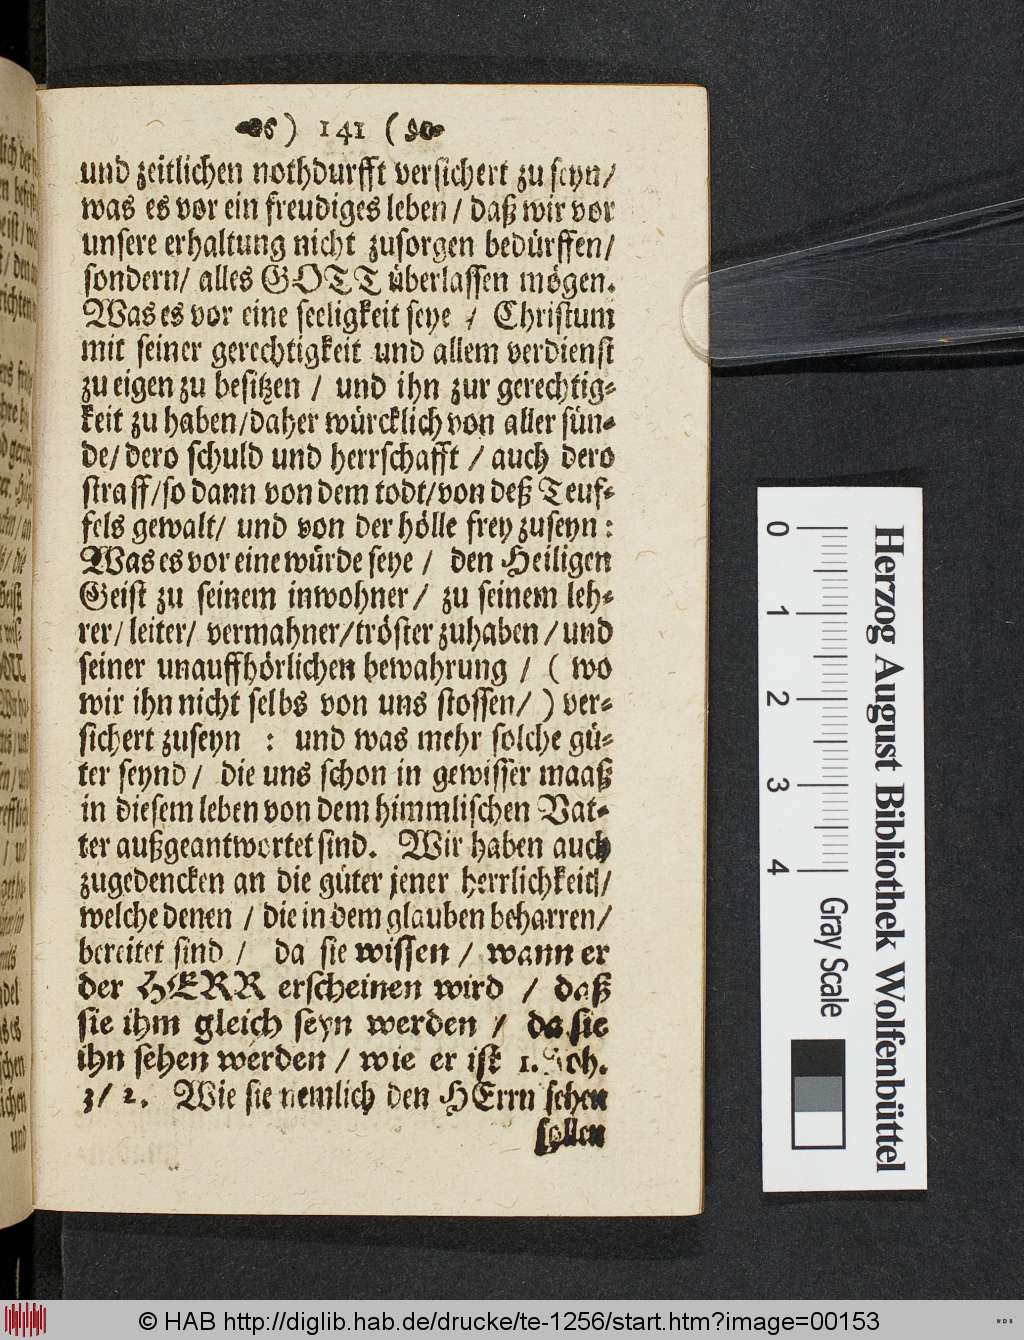 ) 141 (
und zeitlichen nothdurfft versichert zu seyn/
was es vor ein freudiges leben / daß wir vor
unsere erhaltung nicht zusorgen bedürffen/
sondern/ alles GOTT überlassen mögen.
Was es vor eine seeligkeit seye / Christum
mit seiner gerechtigkeit und allem verdienst
zu eigen zu besitzen / und ihn zur gerechtig-
keit zu haben/daher würcklich von aller sün-
de/ dero schuld und herrschafft / auch dero
straff/so dann von dem todt/von deß Teuf-
fels gewalt/ und von der hölle frey zuseyn:
Was es vor eine würde seye / den Heiligen
Geist zu seinem inwohner/ zu seinem leh-
rer/ leiter/ vermahner/tröster zuhaben/und
seiner unauffhörlichen bewahrung / ( wo
wir ihn nicht selbs von uns stossen/ ) ver-
sichert zuseyn : und was mehr solche gü-
ter seynd / die uns schon in gewisser maaß
in diesem leben von dem himmlischen Vat-
ter außgeantwortet sind. Wir haben auch
zugedencken an die güter jener herrlichkeit/
welche denen / die in dem glauben beharren/
bereitet sind / da sie wissen / wann er
der HERR erscheinen wird / daß
sie ihm gleich seyn werden / da sie
ihn sehen werden / wie er ist 1. Joh.
3/ 2. Wie sie nemlich den HErrn sehen
sollen
Herzog August Bibliothek Wolfenbüttel
0 1 2 3 4 Gray Scale
© HAB http://diglib.hab.de/drucke/te-1256/start.htm?image=00153